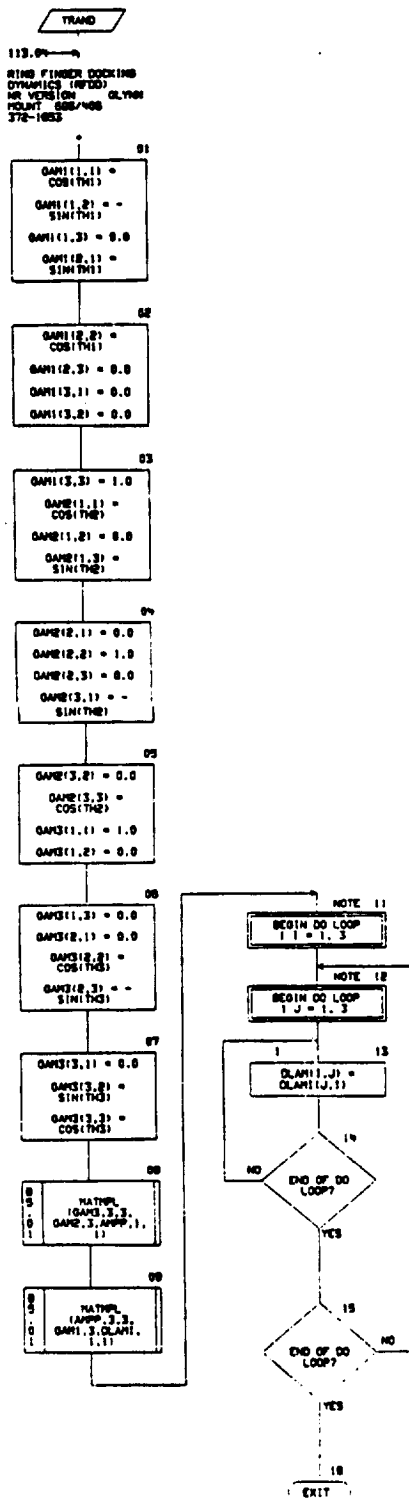 TRAND
113.04
RING FINGER DOCKING
DYNAMICS (RFDD)
NR VERSION GLYNN
MOUNT 606/406
01
GAM1(1,1) =
COS(TH1)
GAM1(1,2) = -
SIN(TH1)
GAM1(1,3) = 0.0
GAM1(2,1) =
SIN(TH1)
02
GAM1(2,2) =
COS(TH1)
GAM1(2,3) = 0.0
GAM1(3,1) = 0.0
GAM1(3,2) = 0.0
03
GAM1(3,3) = 1.0
GAM2(1,1) =
COS(TH2)
GAM2(1,2) = 0.0
GAM2(1,3) =
SIN(TH2)
04
GAM2(2,1) = 0.0
GAM2(2,2) = 1.0
GAM2(2,3) = 0.0
GAM2(3,1) = -
SIN(TH2)
05
GAM2(3,2) = 0.0
GAM2(3,3) =
COS(TH2)
GAM3(1,1) = 1.0
GAM3(1,2) = 0.0
06
GAM3(1,3) = 0.0
GAM3(2,1) = 0.0
GAM3(2,2) =
COS(TH3)
GAM3(2,3) = -
SIN(TH3)
07
GAM3(3,1) = 0.0
GAM3(3,2) =
SIN(TH3)
GAM3(3,3) =
COS(TH3)
08
MATMPL
(GAM3,3,3,
GAM2,3,AMPP,1,
1)
09
MATMPL
(AMPP,3,3,
GAM1,3,OLAMI,
1,1)
NOTE 11
BEGIN DO LOOP
1 I = 1, 3
NOTE 12
BEGIN DO LOOP
1 J = 1, 3
1 13
OLAM(I,J) =
OLAMI(J,I)
14
END OF DO
LOOP?
NO
YES
15
END OF DO
LOOP?
NO
YES
16
EXIT